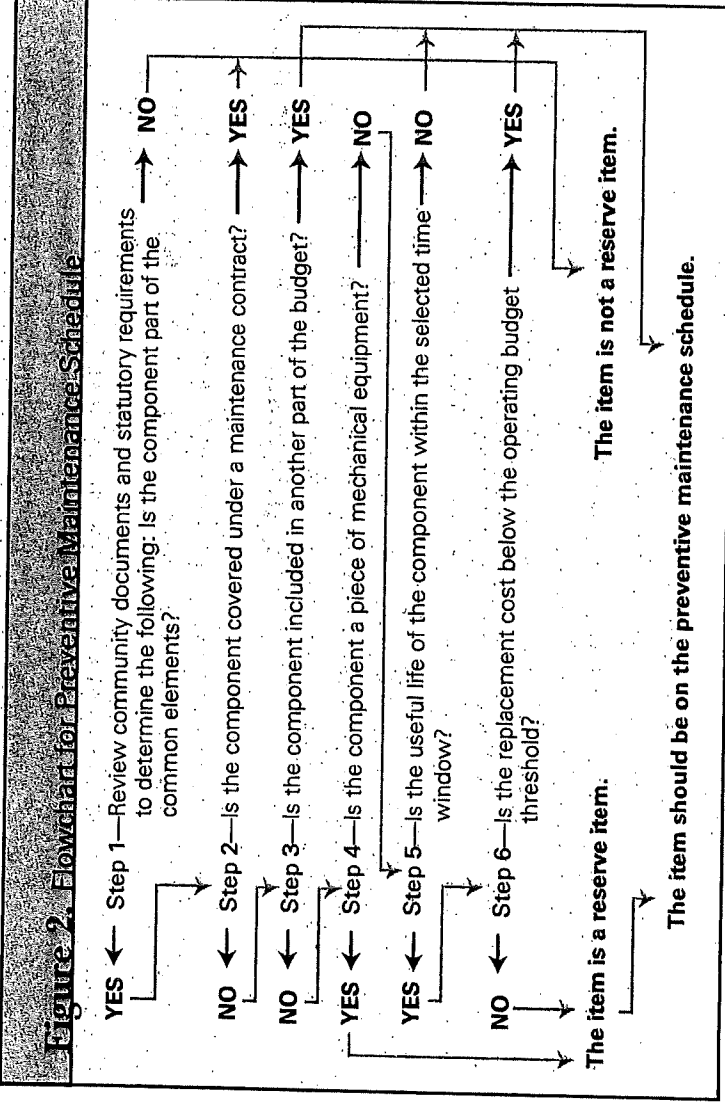 Figure 2. Flowchart for Preventive Maintenance Schedule
YES Step 1—Review community documents and statutory requirements NO
to determine the following: Is the component part of the
common elements?
NO Step 2—Is the component covered under a maintenance contract? YES
NO Step 3—Is the component included in another part of the budget? YES
YES Step 4—Is the component a piece of mechanical equipment? NO
YES Step 5—Is the useful life of the component within the selected time NO
window?
NO Step 6—Is the replacement cost below the operating budget YES
threshold?
The item is a reserve item. The item is not a reserve item.
The item should be on the preventive maintenance schedule.